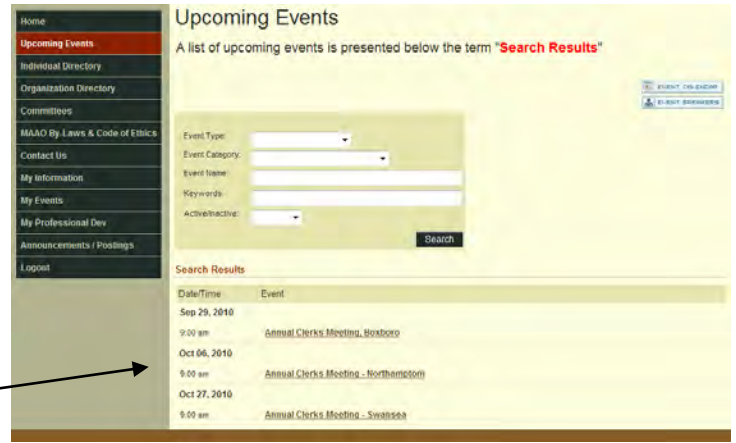 Home
Upcoming Events
Individual Directory
Organization Directory
Committees
MAAO By-Laws & Code of Ethics
Contact Us
My Information
My Events
My Professional Dev
Announcements / Postings
Logout
Upcoming Events
A list of upcoming events is presented below the term "Search Results"
EVENT CALENDAR
EVENT SPEAKERS
Event Type:
Event Category:
Event Name:
Keywords:
Active/Inactive:
Search
Search Results
Date/Time Event
Sep 29, 2010
9:00 am Annual Clerks Meeting, Boxboro
Oct 06, 2010
9:00 am Annual Clerks Meeting - Northamptom
Oct 27, 2010
9:00 am Annual Clerks Meeting - Swansea